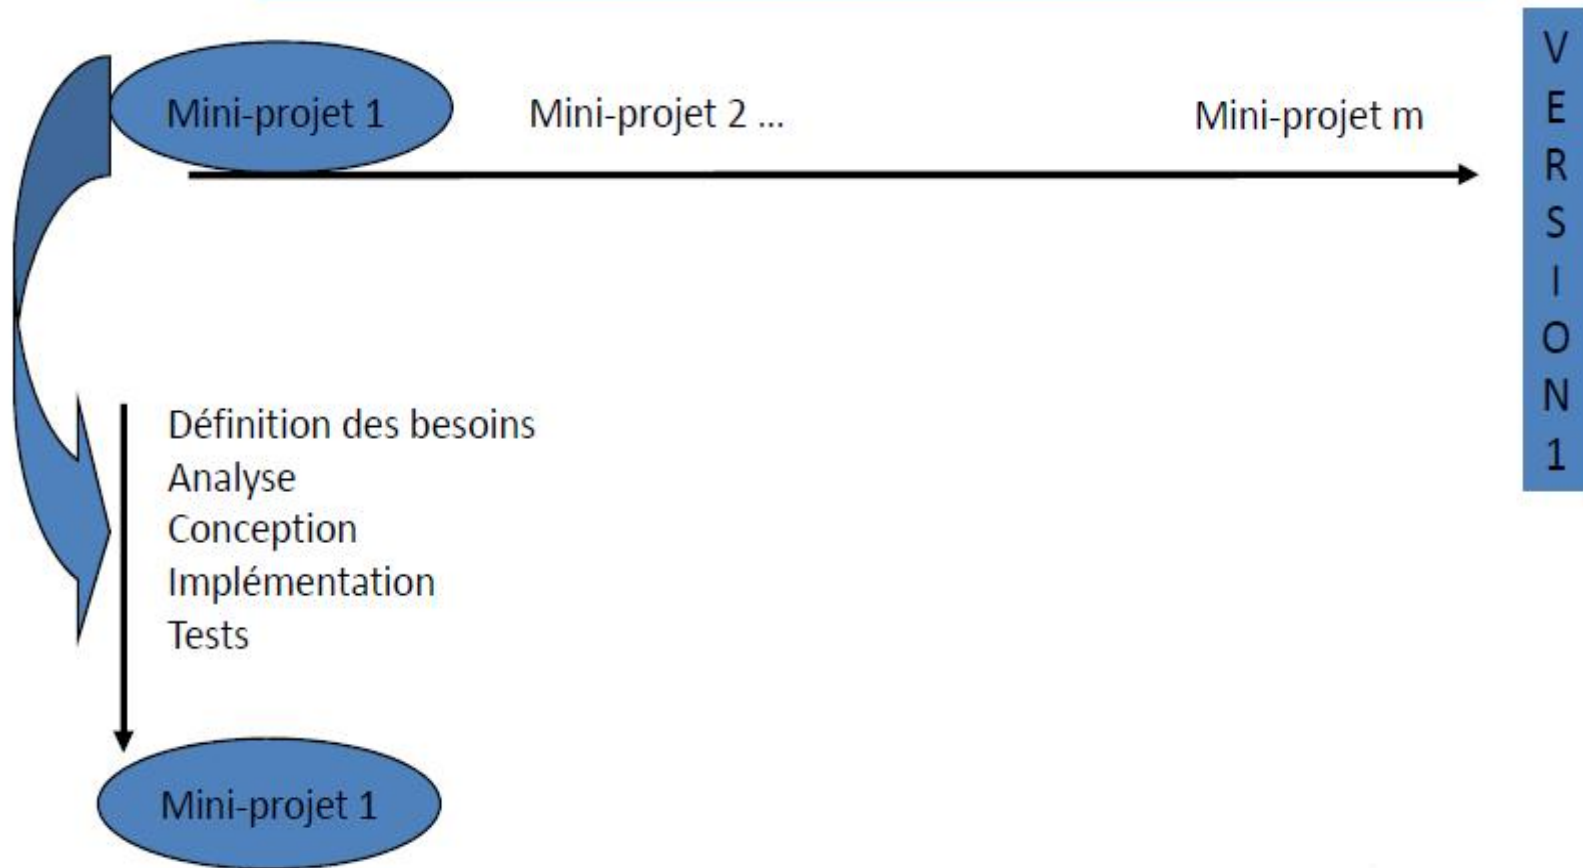 Mini-projet 1
Mini-projet 2 ...
Mini-projet m
VERSION 1
Définition des besoins
Analyse
Conception
Implémentation
Tests
Mini-projet 1